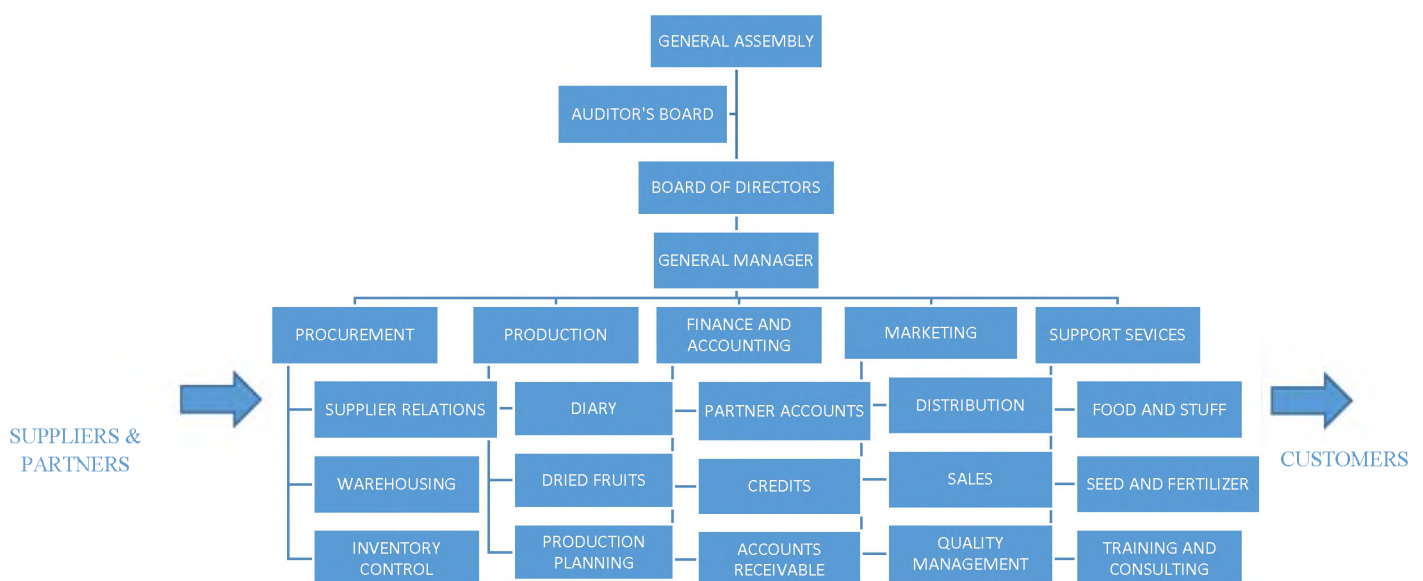 GENERAL ASSEMBLY
AUDITOR'S BOARD
BOARD OF DIRECTORS
GENERAL MANAGER
PROCUREMENT
PRODUCTION
FINANCE AND
ACCOUNTING
MARKETING
SUPPORT SEVICES
SUPPLIERS &
PARTNERS
SUPPLIER RELATIONS
WAREHOUSING
INVENTORY
CONTROL
DIARY
DRIED FRUITS
PRODUCTION
PLANNING
PARTNER ACCOUNTS
CREDITS
ACCOUNTS
RECEIVABLE
DISTRIBUTION
SALES
QUALITY
MANAGEMENT
FOOD AND STUFF
SEED AND FERTILIZER
TRAINING AND
CONSULTING
CUSTOMERS